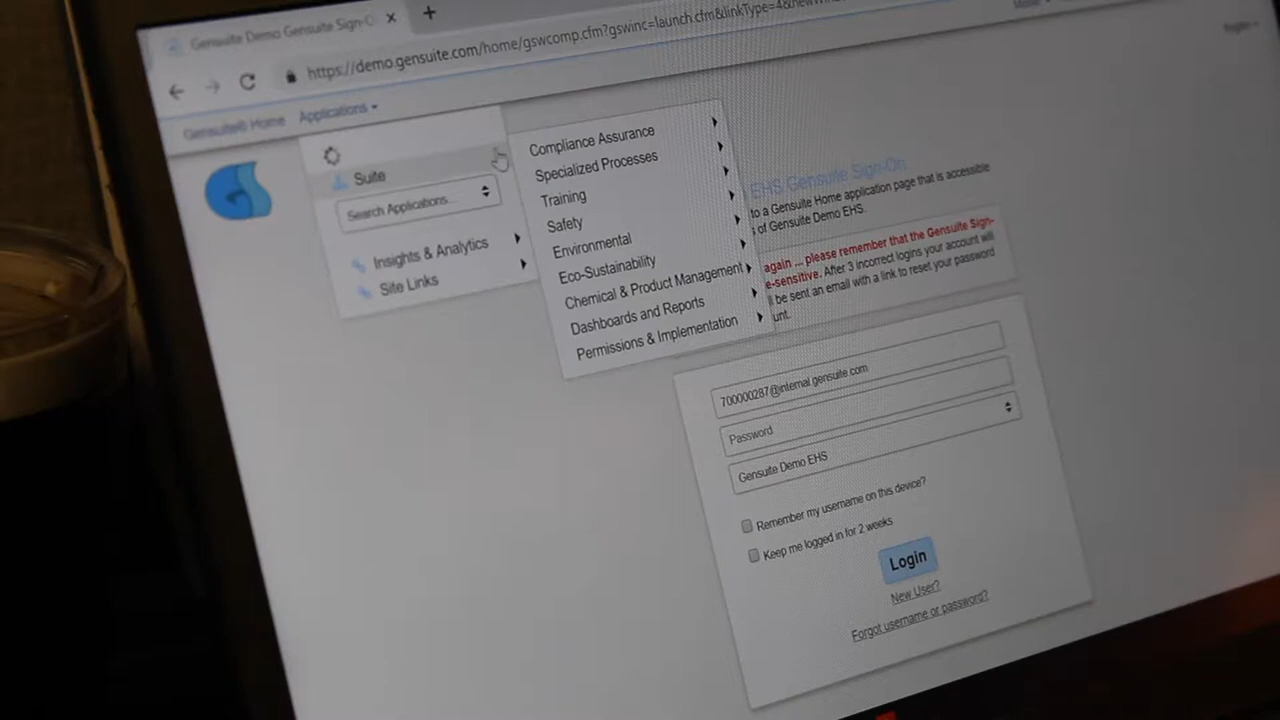 Gensuite Demo Gensuite Sign-O
https://demo.gensuite.com/home/gswcomp.cfm?gswinc=launch.cfm&linkType=4&
Gensuite® Home Applications
Suite
Search Applications...
Insights & Analytics
Site Links
Compliance Assurance
Specialized Processes
Training
Safety
Environmental
Eco-Sustainability
Chemical & Product Management
Dashboards and Reports
Permissions & Implementation
EHS Gensuite Sign-On
to a Gensuite Home application page that is accessible
of Gensuite Demo EHS.
again ... please remember that the Gensuite Sign-
e-sensitive. After 3 incorrect logins your account will
l be sent an email with a link to reset your password
unt.
700000287@internal.gensuite.com
Password
Gensuite Demo EHS
Remember my username on this device?
Keep me logged in for 2 weeks
Login
New User?
Forgot username or password?